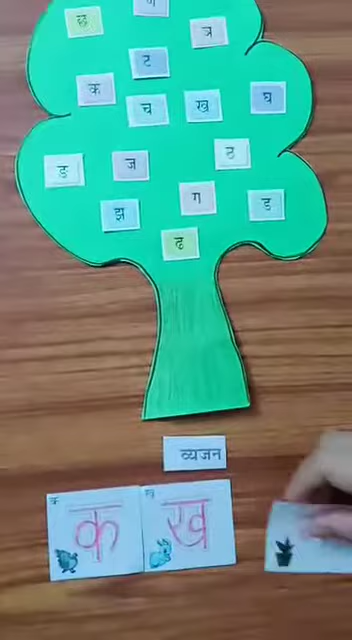 ण
छ ञ
ट
क च ख घ
ङ ज ठ
झ ग ड
ढ
व्यजन
क ख
क ख